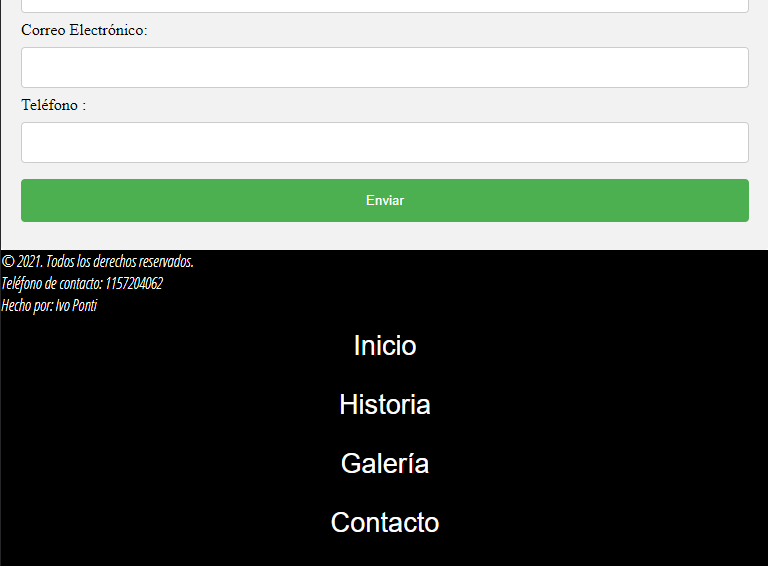 Correo Electrónico:
Teléfono :
Enviar
© 2021. Todos los derechos reservados.
Teléfono de contacto: 1157204062
Hecho por: Ivo Ponti
Inicio
Historia
Galería
Contacto